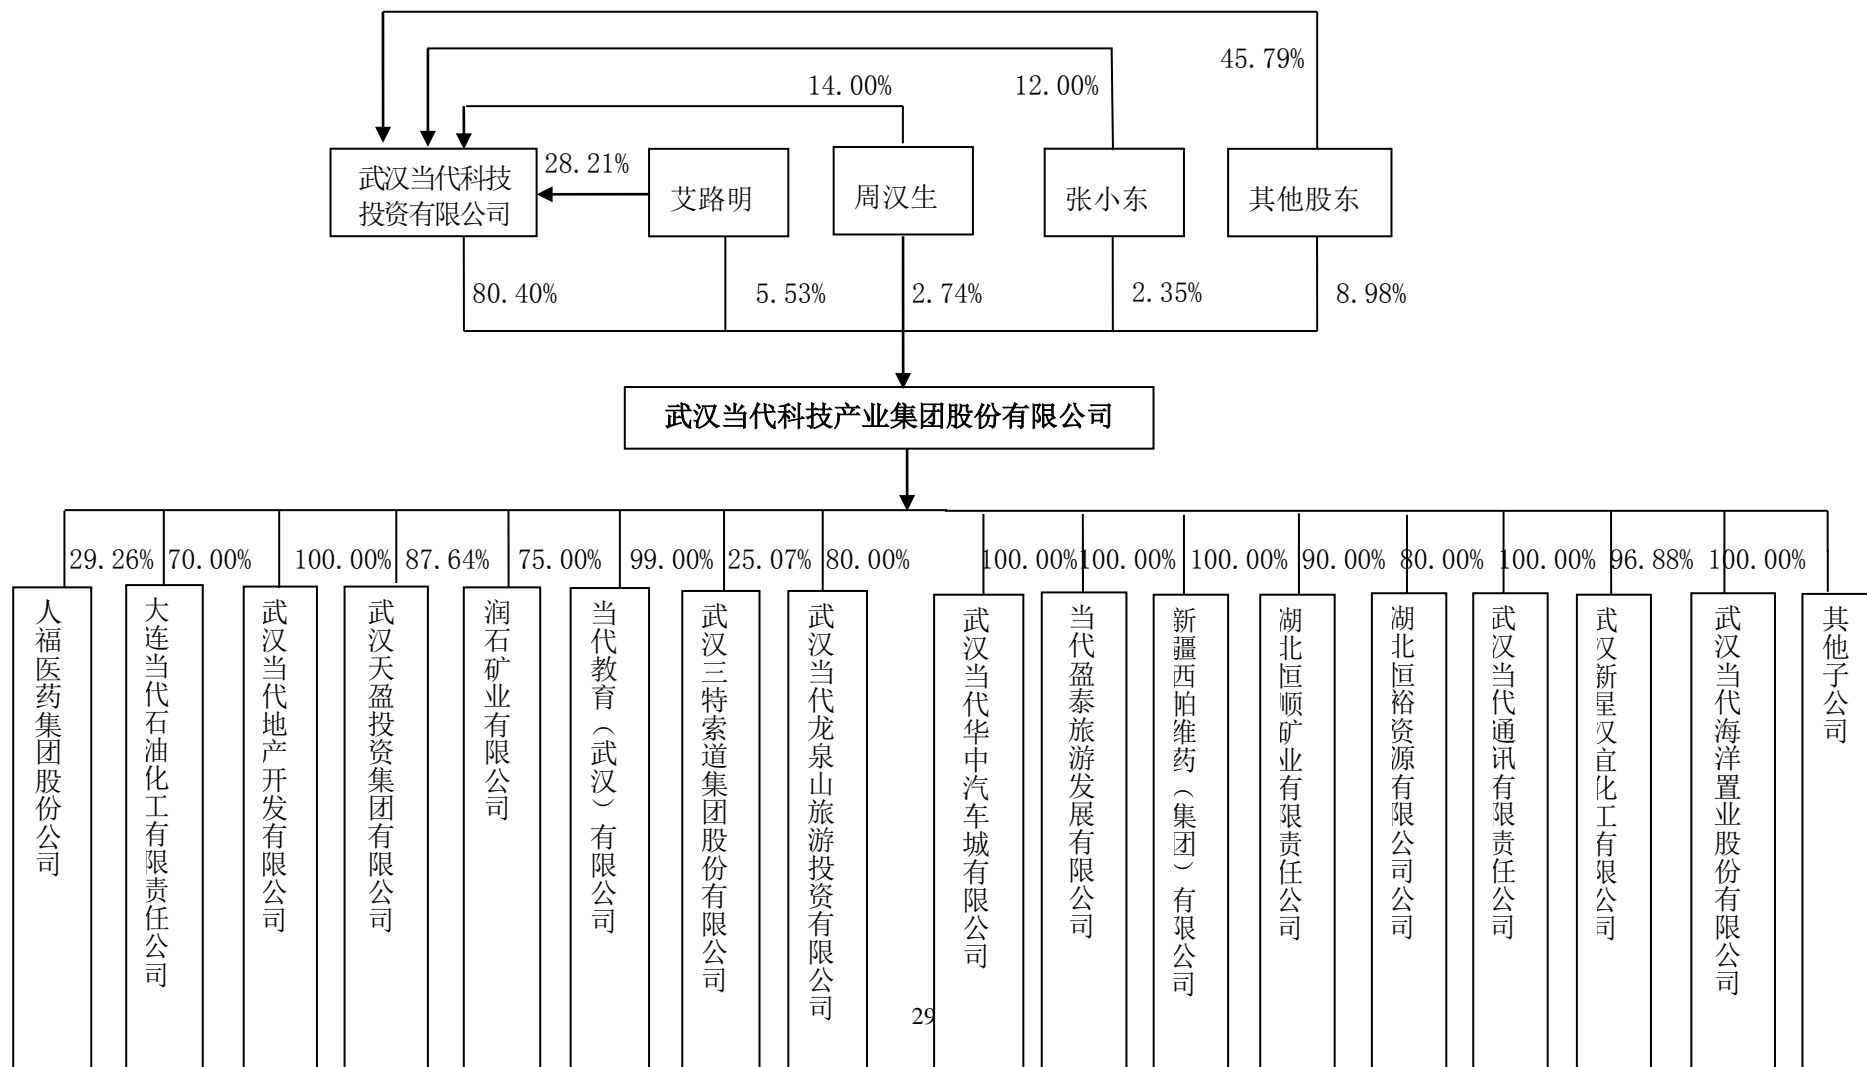 45.79%
14.00%
12.00%
28.21%
武汉当代科技
投资有限公司
艾路明
周汉生
张小东
其他股东
80.40%
5.53%
2.74%
2.35%
8.98%
武汉当代科技产业集团股份有限公司
29.26%
70.00%
100.00%
87.64%
75.00%
99.00%
25.07%
80.00%
100.00%
100.00%
100.00%
90.00%
80.00%
100.00%
96.88%
100.00%
人福医药集团股份公司
大连当代石油化工有限责任公司
武汉当代地产开发有限公司
武汉天盈投资集团有限公司
润石矿业有限公司
当代教育（武汉）有限公司
武汉三特索道集团股份有限公司
武汉当代龙泉山旅游投资有限公司
武汉当代华中汽车城有限公司
当代盈泰旅游发展有限公司
新疆西帕维药（集团）有限公司
湖北恒顺矿业有限责任公司
湖北恒裕资源有限公司公司
武汉当代通讯有限责任公司
武汉新星汉宜化工有限公司
武汉当代海洋置业股份有限公司
其他子公司
29